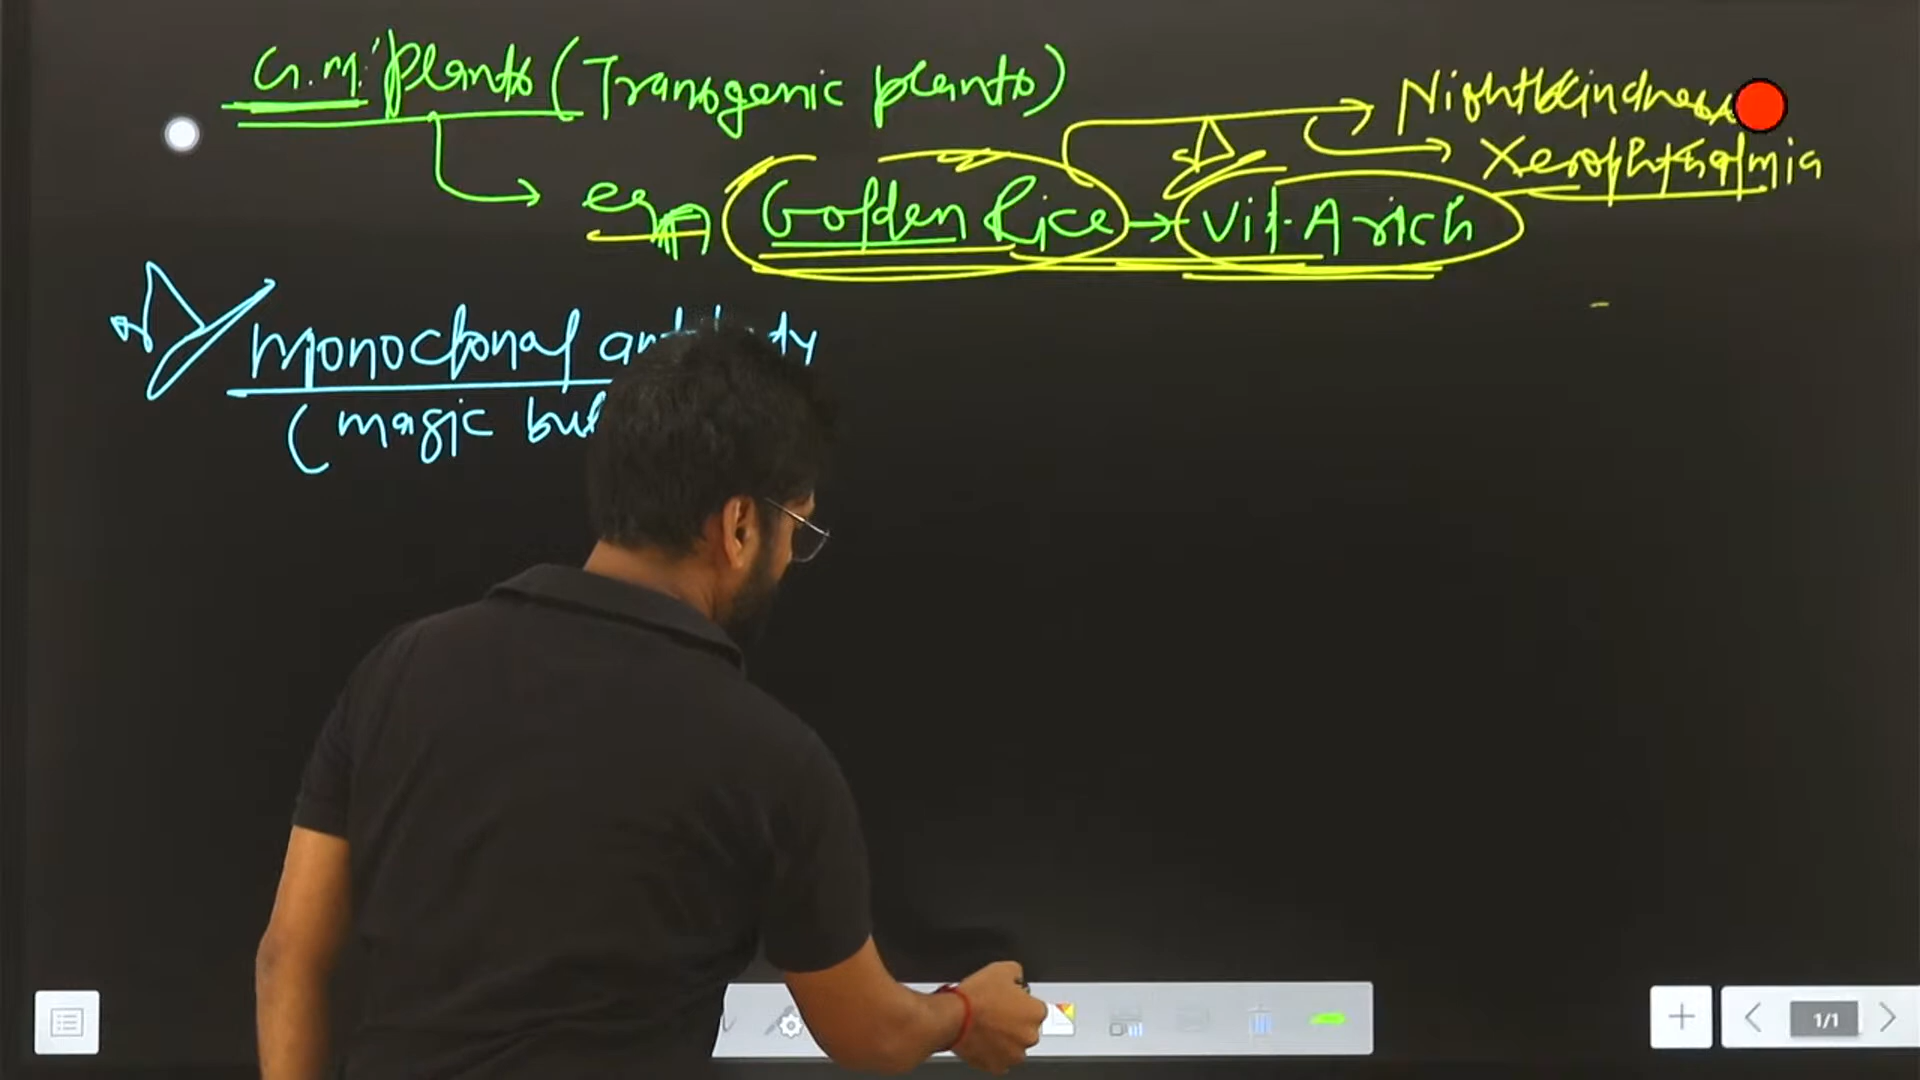 G.M. Plants (Transgenic plants)
Nightblindness
Xerophthalmia
eg Golden Rice → Vit. A rich
Monoclonal
(magic
1/1